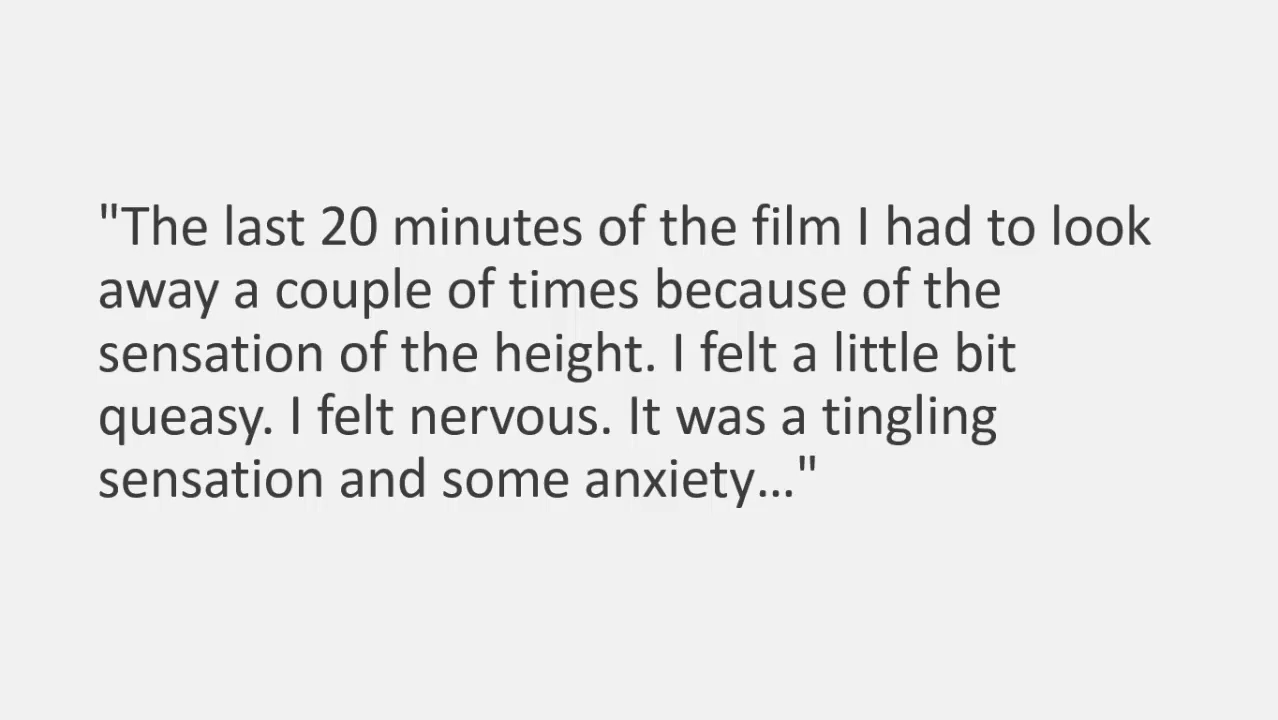 "The last 20 minutes of the film I had to look
away a couple of times because of the
sensation of the height. I felt a little bit
queasy. I felt nervous. It was a tingling
sensation and some anxiety…"